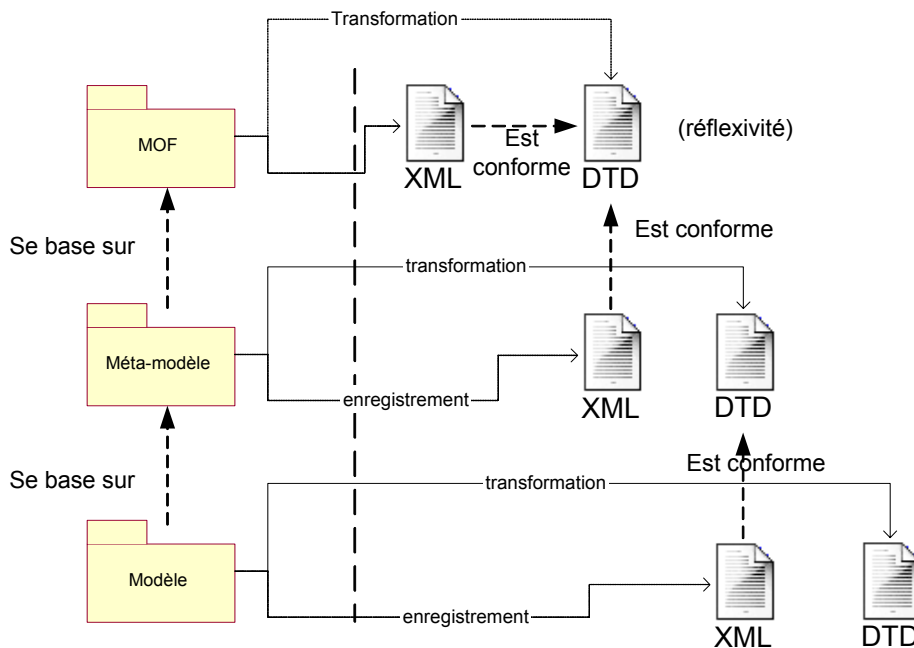 Transformation
MOF
XML
Est
conforme
DTD
(réflexivité)
Se base sur
Est conforme
transformation
Méta-modèle
enregistrement
XML
DTD
Se base sur
Est conforme
transformation
Modèle
enregistrement
XML
DTD